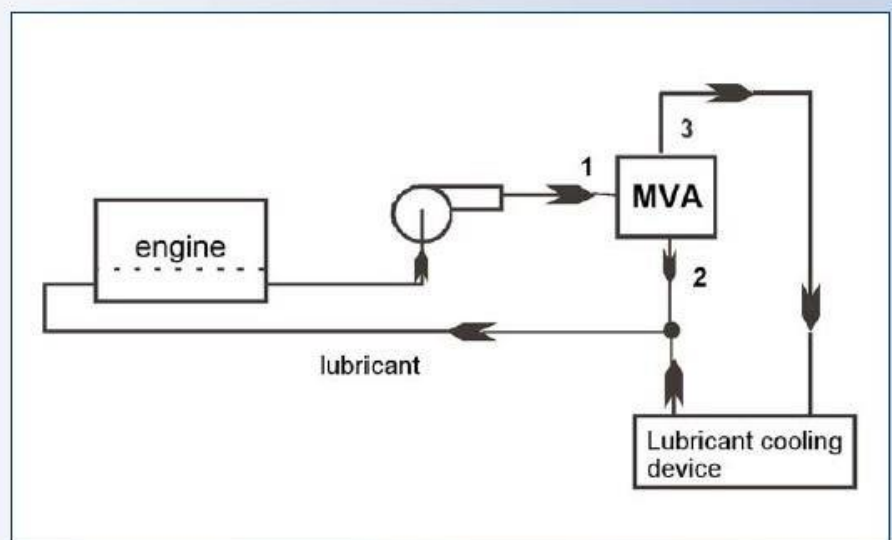 3
1
MVA
engine
2
lubricant
Lubricant cooling
device